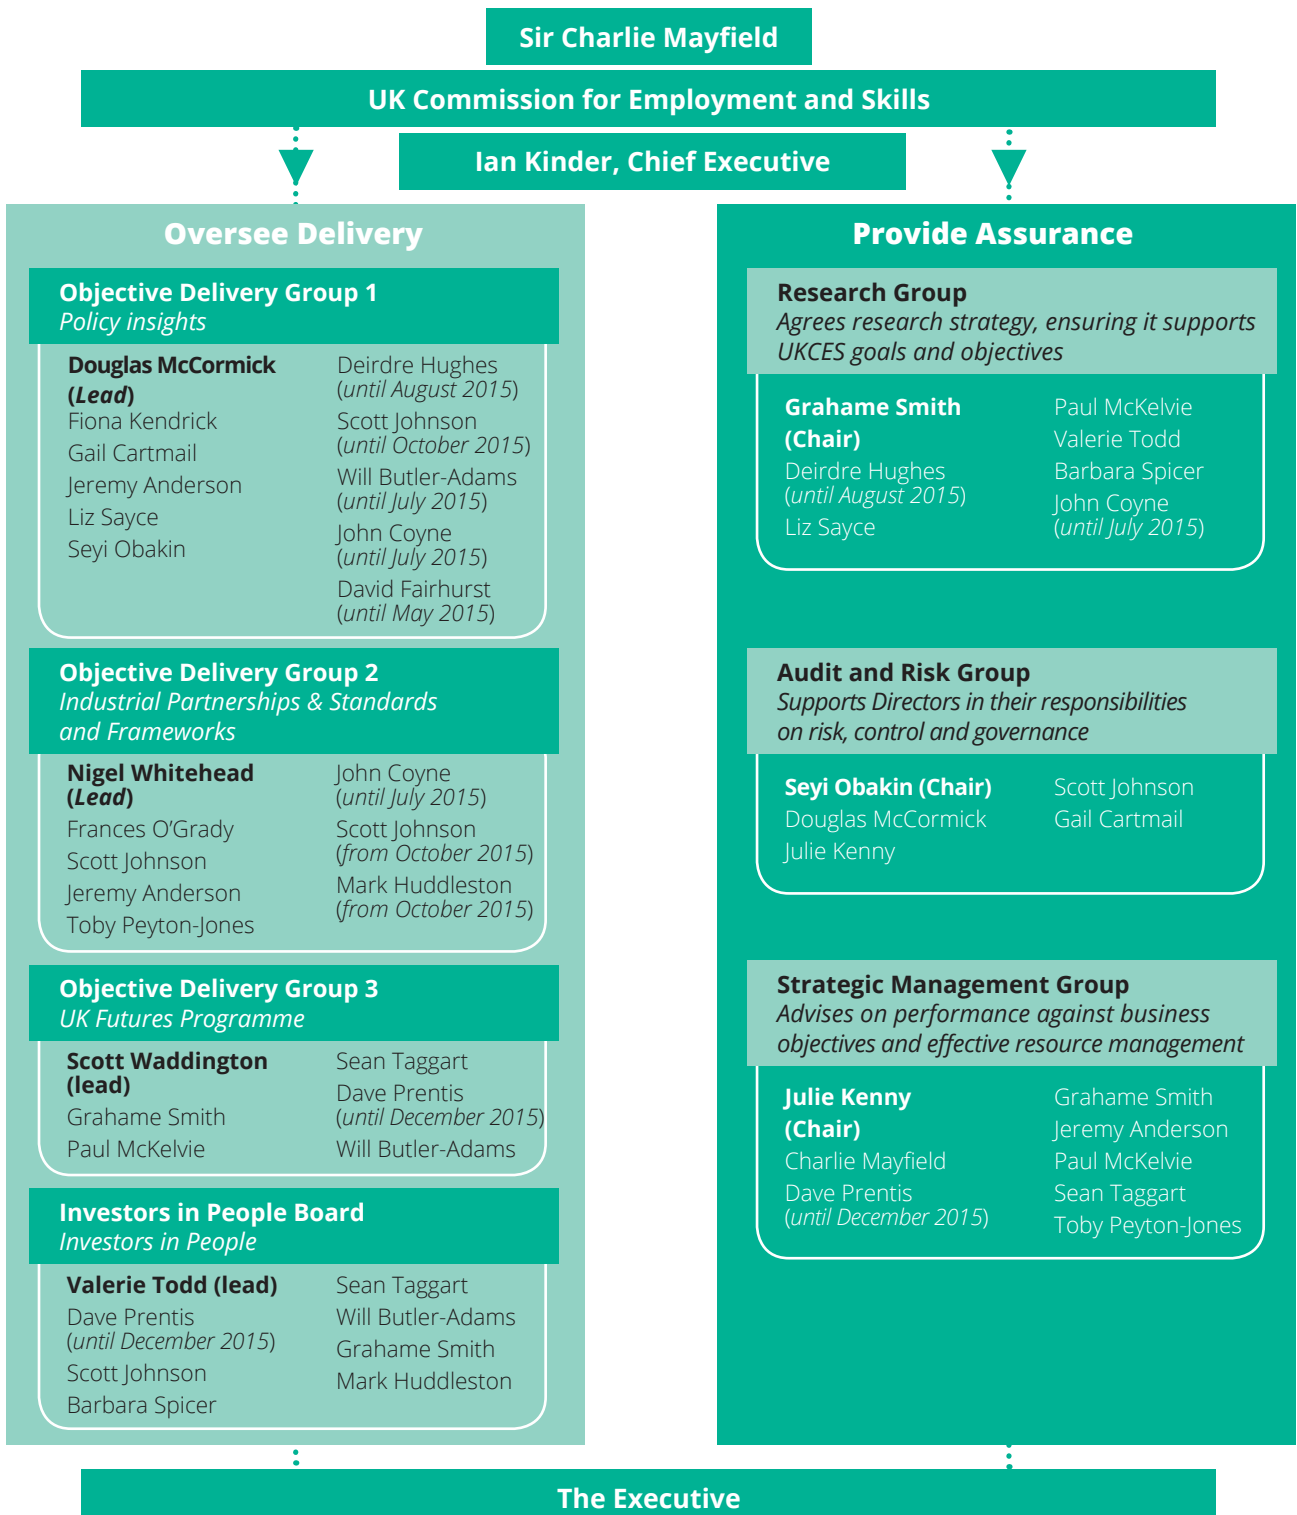 Sir Charlie Mayfield
UK Commission for Employment and Skills
Ian Kinder, Chief Executive
Oversee Delivery
Objective Delivery Group 1
Policy insights
Douglas McCormick
(Lead)
Fiona Kendrick
Gail Cartmail
Jeremy Anderson
Liz Sayce
Seyi Obakin
Deirdre Hughes
(until August 2015)
Scott Johnson
(until October 2015)
Will Butler-Adams
(until July 2015)
John Coyne
(until July 2015)
David Fairhurst
(until May 2015)
Objective Delivery Group 2
Industrial Partnerships & Standards
and Frameworks
Nigel Whitehead
(Lead)
Frances O'Grady
Scott Johnson
Jeremy Anderson
Toby Peyton-Jones
John Coyne
(until July 2015)
Scott Johnson
(from October 2015)
Mark Huddleston
(from October 2015)
Objective Delivery Group 3
UK Futures Programme
Scott Waddington
(lead)
Grahame Smith
Paul McKelvie
Sean Taggart
Dave Prentis
(until December 2015)
Will Butler-Adams
Investors in People Board
Investors in People
Valerie Todd (lead)
Dave Prentis
(until December 2015)
Scott Johnson
Barbara Spicer
Sean Taggart
Will Butler-Adams
Grahame Smith
Mark Huddleston
Provide Assurance
Research Group
Agrees research strategy, ensuring it supports
UKCES goals and objectives
Grahame Smith
(Chair)
Deirdre Hughes
(until August 2015)
Liz Sayce
Paul McKelvie
Valerie Todd
Barbara Spicer
John Coyne
(until July 2015)
Audit and Risk Group
Supports Directors in their responsibilities
on risk, control and governance
Seyi Obakin (Chair)
Douglas McCormick
Julie Kenny
Scott Johnson
Gail Cartmail
Strategic Management Group
Advises on performance against business
objectives and effective resource management
Julie Kenny
(Chair)
Charlie Mayfield
Dave Prentis
(until December 2015)
Grahame Smith
Jeremy Anderson
Paul McKelvie
Sean Taggart
Toby Peyton-Jones
The Executive